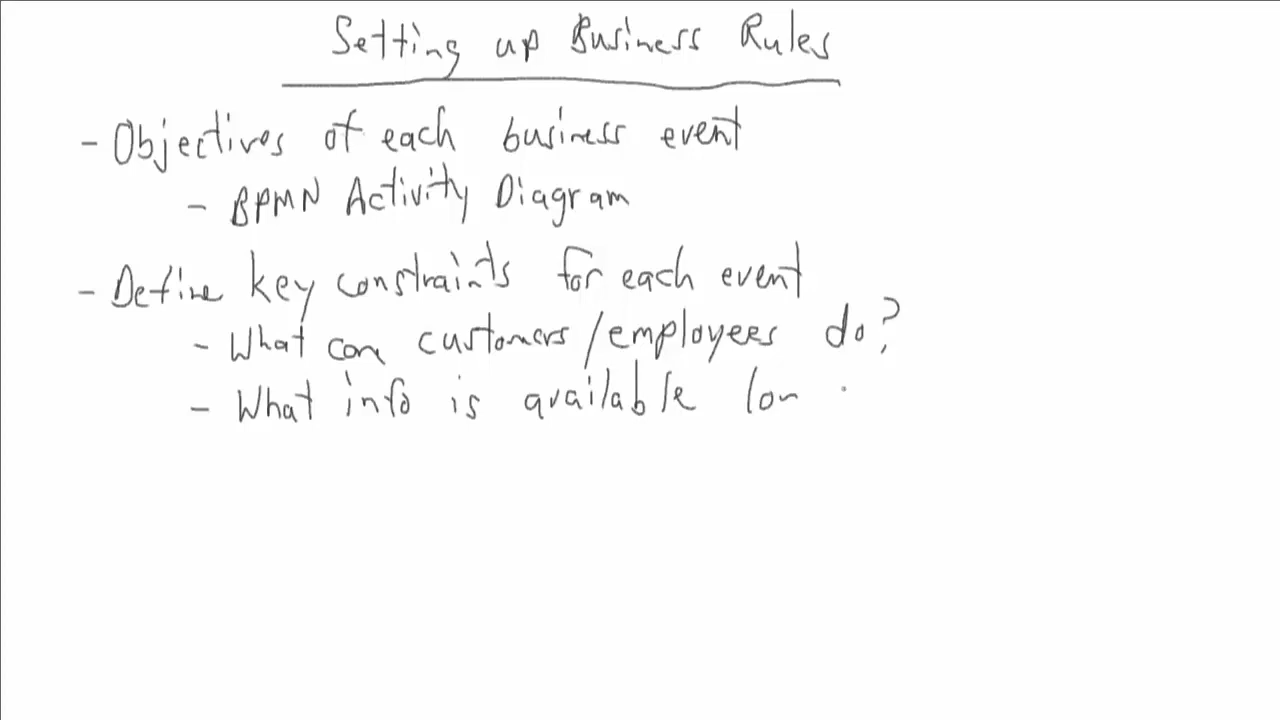 Setting up Business Rules
- Objectives of each business event
- BPMN Activity Diagram
- Define key constraints for each event
- What can customers/employees do?
- What info is available